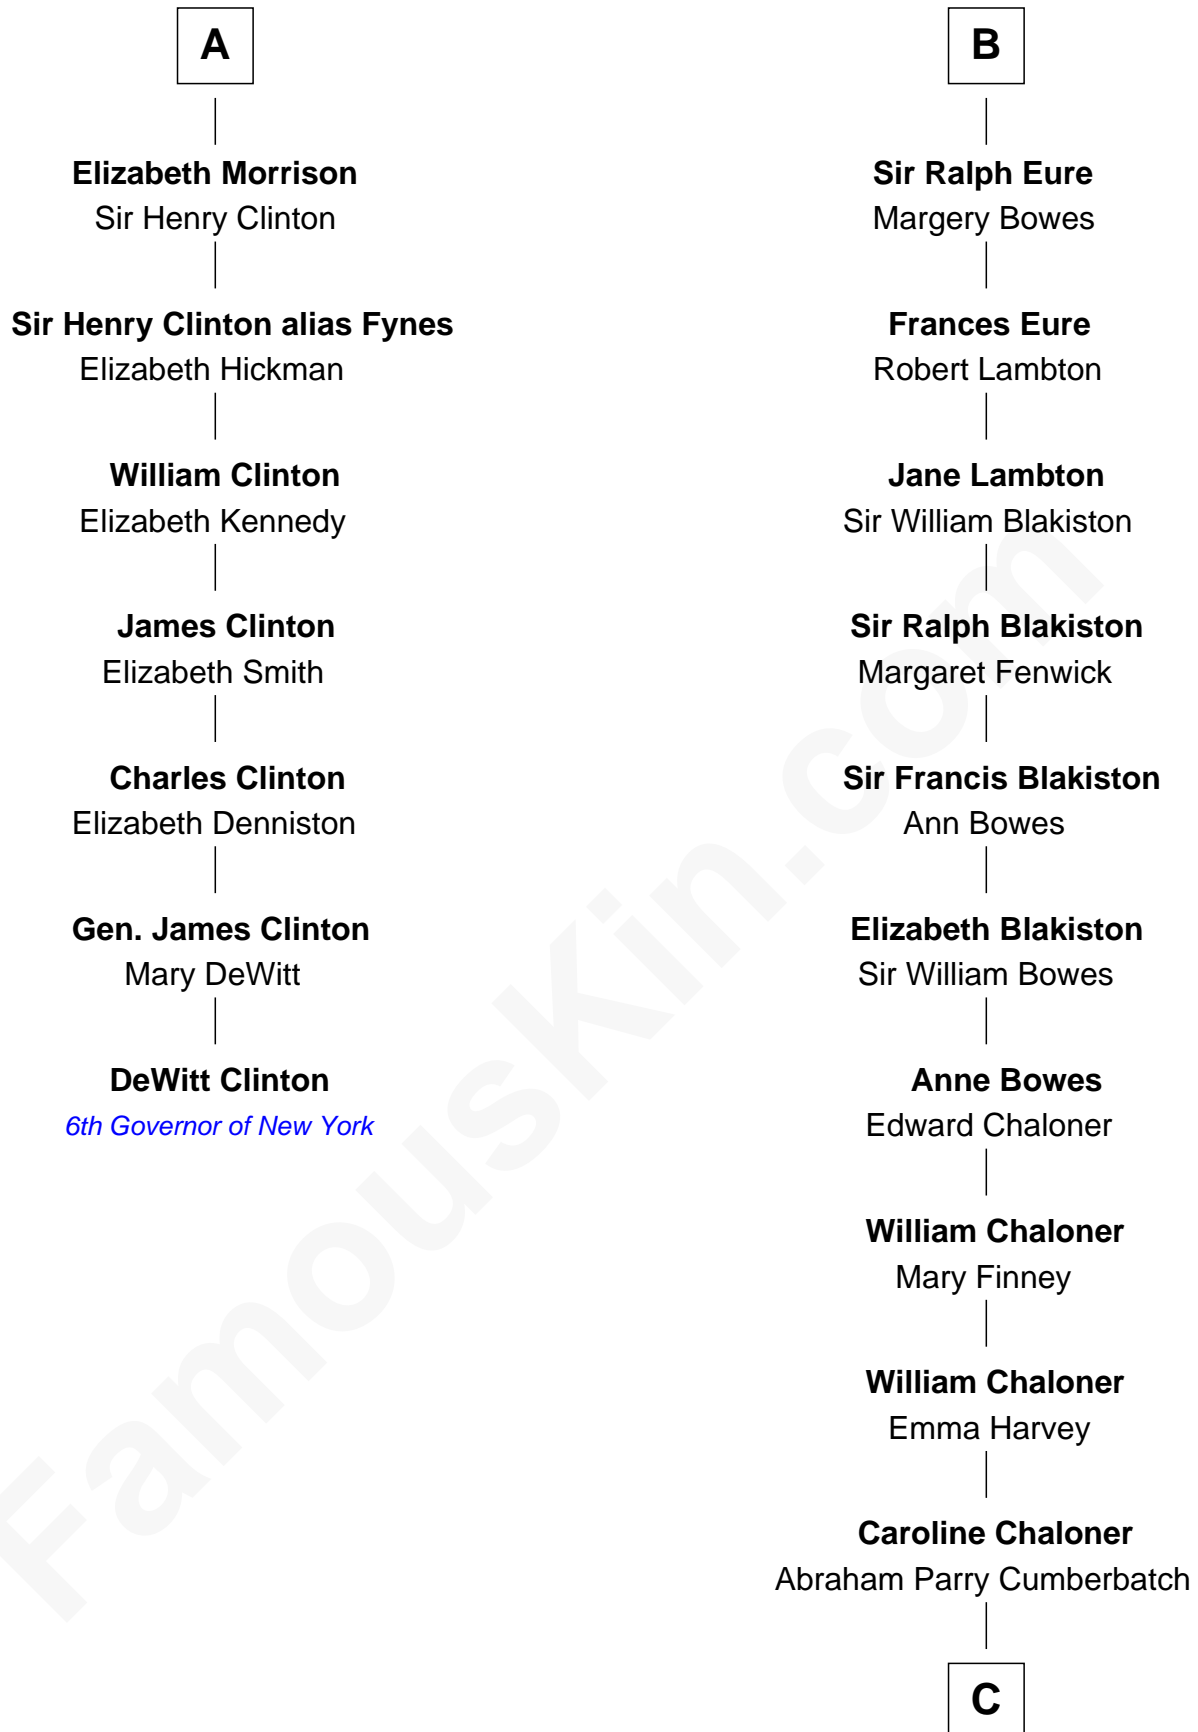 A
Elizabeth Morrison
Sir Henry Clinton
Sir Henry Clinton alias Fynes
Elizabeth Hickman
William Clinton
Elizabeth Kennedy
James Clinton
Elizabeth Smith
Charles Clinton
Elizabeth Denniston
Gen. James Clinton
Mary DeWitt
DeWitt Clinton
6th Governor of New York
B
Sir Ralph Eure
Margery Bowes
Frances Eure
Robert Lambton
Jane Lambton
Sir William Blakiston
Sir Ralph Blakiston
Margaret Fenwick
Sir Francis Blakiston
Ann Bowes
Elizabeth Blakiston
Sir William Bowes
Anne Bowes
Edward Chaloner
William Chaloner
Mary Finney
William Chaloner
Emma Harvey
Caroline Chaloner
Abraham Parry Cumberbatch
C
FamousKin.com